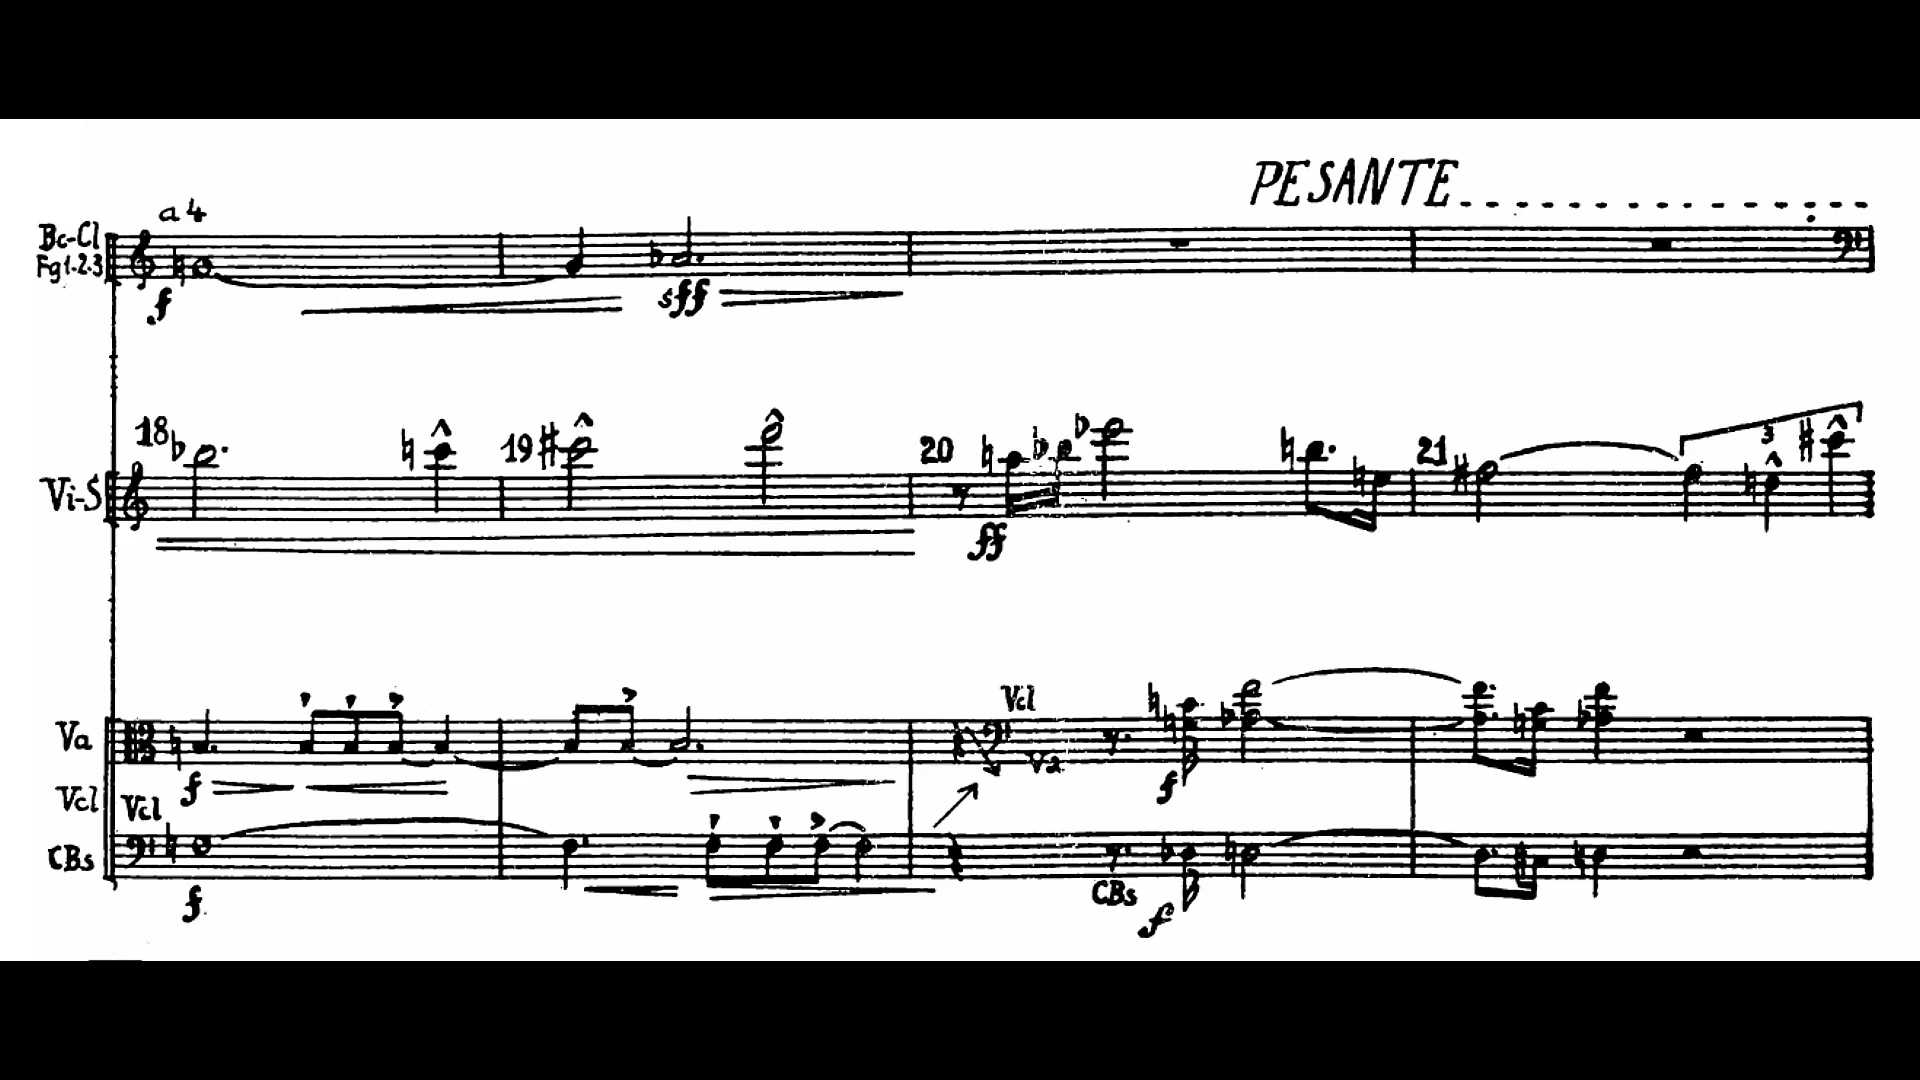 PESANTE
a 4
Bc-Cl
Fg 1-2-3
f
sff
18
19
20
21
3
Vi-S
ff
Vcl
Va
Va
f
f
Vcl
Vcl
CBs
CBs
f
f